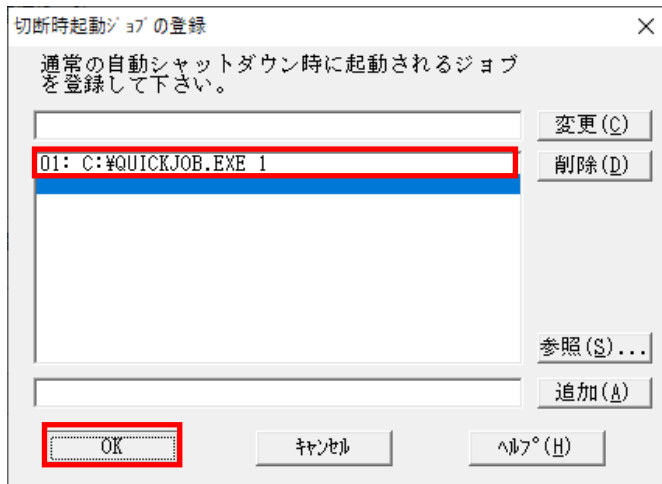 切断時起動ｼﾞｮﾌﾞの登録
通常の自動シャットダウン時に起動されるジョブ
を登録して下さい。
変更(C)
01: C:¥QUICKJOB.EXE 1
削除(D)
参照(S)...
追加(A)
OK
ｷｬﾝｾﾙ
ﾍﾙﾌﾟ(H)